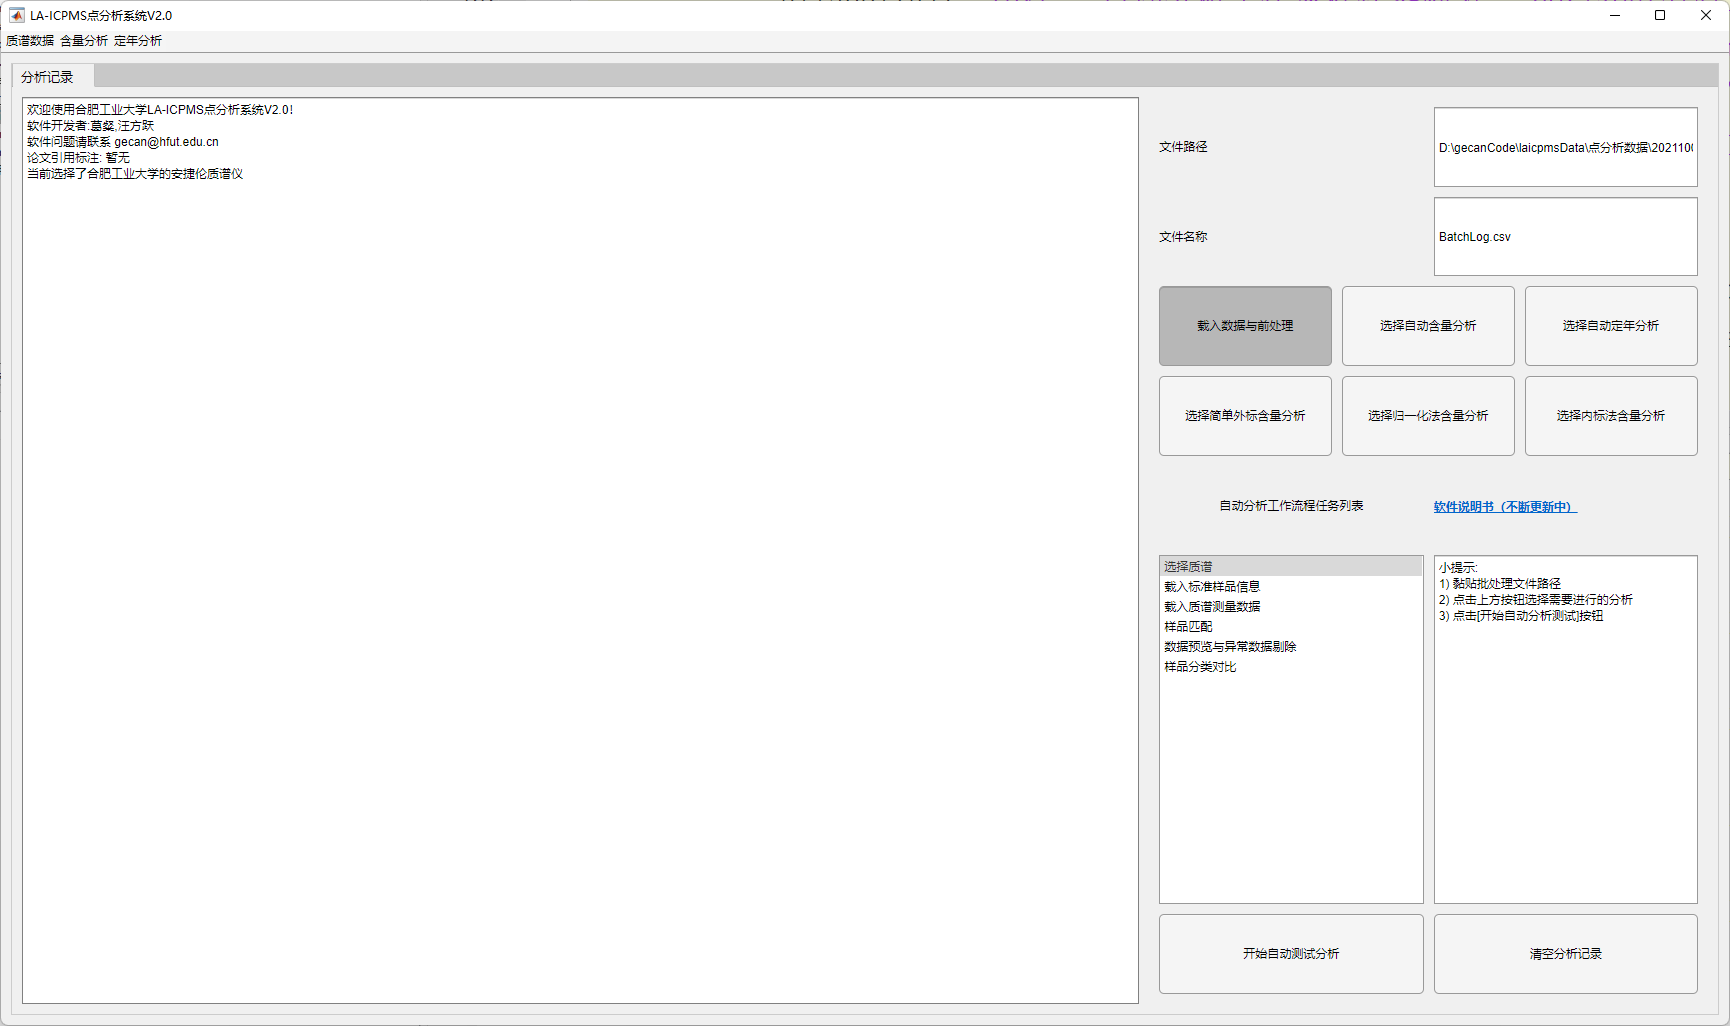 LA-ICPMS点分析系统V2.0
质谱数据 含量分析 定年分析
分析记录
欢迎使用合肥工业大学LA-ICPMS点分析系统V2.0!
软件开发者:葛粲,汪方跃
软件问题请联系 gecan@hfut.edu.cn
论文引用标注: 暂无
当前选择了合肥工业大学的安捷伦质谱仪
文件路径
D:\gecanCode\laicpmsData\点分析数据\2021100
文件名称
BatchLog.csv
载入数据与前处理
选择自动含量分析
选择自动定年分析
选择简单外标含量分析
选择归一化法含量分析
选择内标法含量分析
自动分析工作流程任务列表
软件说明书（不断更新中）
选择质谱
载入标准样品信息
载入质谱测量数据
样品匹配
数据预览与异常数据剔除
样品分类对比
小提示:
1) 黏贴批处理文件路径
2) 点击上方按钮选择需要进行的分析
3) 点击[开始自动分析测试]按钮
开始自动测试分析
清空分析记录